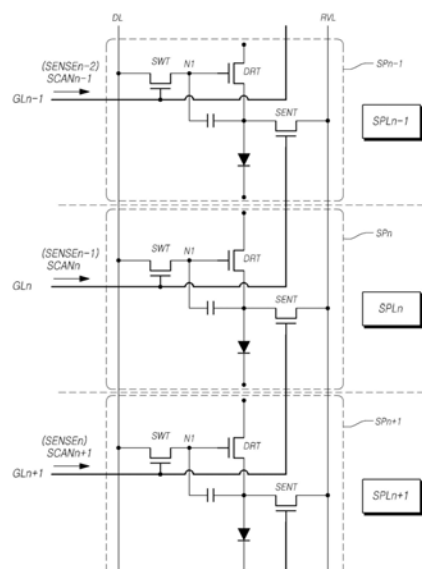 DL RVL
(SENSEn-2)
SCANn-1
SWT N1 DRT
SPn-1
GLn-1
SENT
SPLn-1
(SENSEn-1)
SCANn
SWT N1 DRT
SPn
GLn
SENT
SPLn
(SENSEn)
SCANn+1
SWT N1 DRT
SPn+1
GLn+1
SENT
SPLn+1